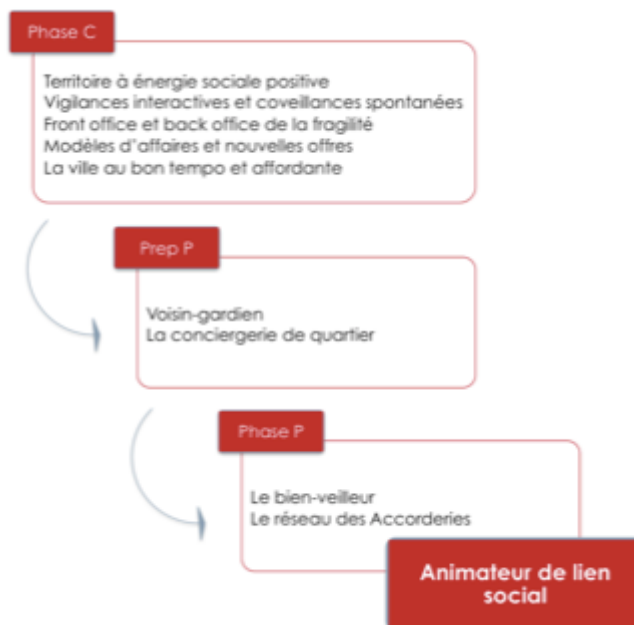 Phase C
Territoire à énergie sociale positive
Vigilances interactives et coveillances spontanées
Front office et back office de la fragilité
Modèles d'affaires et nouvelles offres
La ville au bon tempo et affordante
Prep P
Voisin-gardien
La conciergerie de quartier
Phase P
Le bien-veilleur
Le réseau des Accorderies
Animateur de lien
social